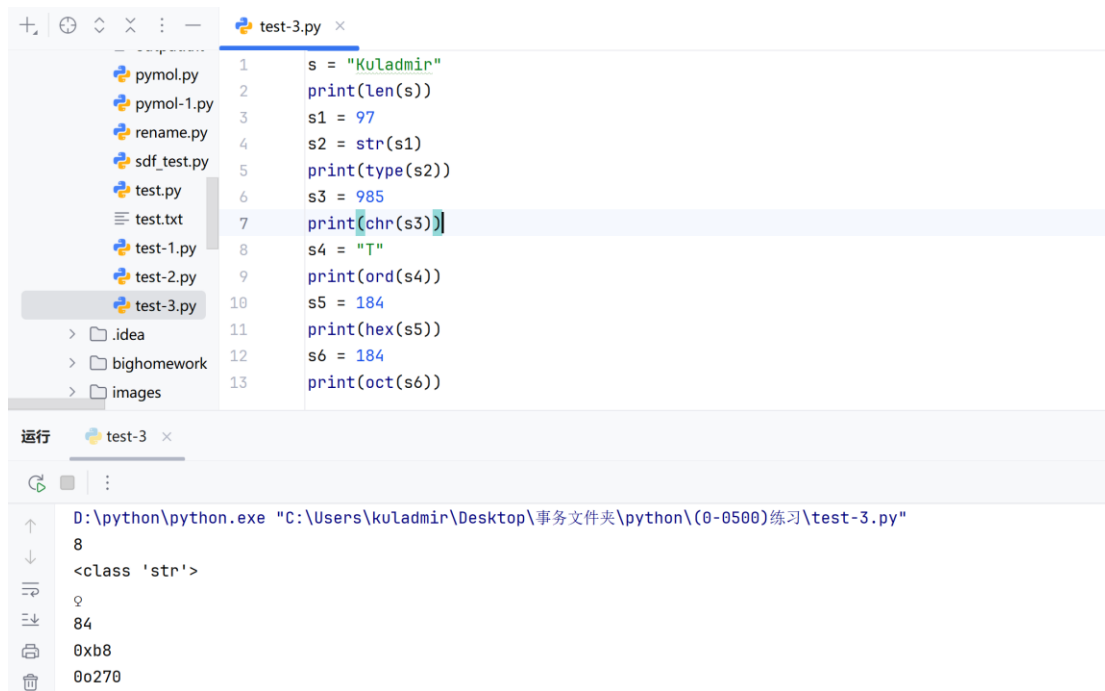 test-3.py
pymol.py
pymol-1.py
rename.py
sdf_test.py
test.py
test.txt
test-1.py
test-2.py
test-3.py
.idea
bighomework
images
1 s = "Kuladmir"
2 print(len(s))
3 s1 = 97
4 s2 = str(s1)
5 print(type(s2))
6 s3 = 985
7 print(chr(s3))
8 s4 = "T"
9 print(ord(s4))
10 s5 = 184
11 print(hex(s5))
12 s6 = 184
13 print(oct(s6))
运行 test-3
D:\python\python.exe "C:\Users\kuladmir\Desktop\事务文件夹\python\(0-0500)练习\test-3.py"
8
<class 'str'>
ϙ
84
0xb8
0o270